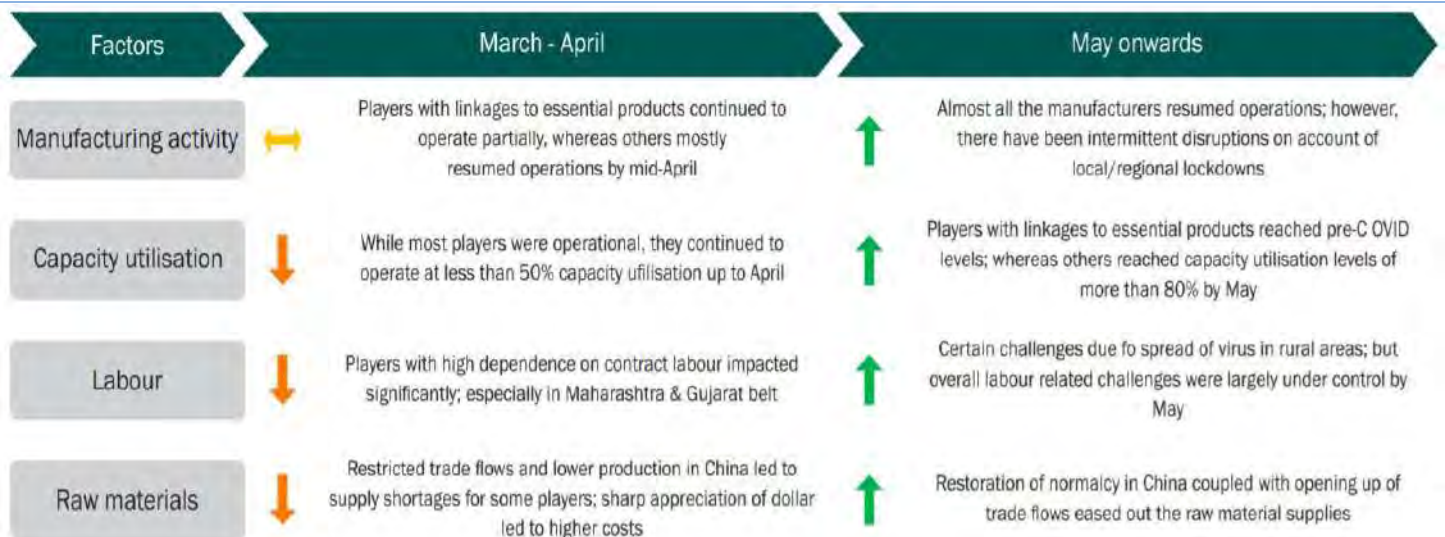 Factors
March - April
May onwards
Manufacturing activity
Players with linkages to essential products continued to
operate partially, whereas others mostly
resumed operations by mid-April
Almost all the manufacturers resumed operations; however,
there have been intermittent disruptions on account of
local/regional lockdowns
Capacity utilisation
While most players were operational, they continued to
operate at less than 50% capacity ufilisation up to April
Players with linkages to essential products reached pre-C OVID
levels; whereas others reached capacity utilisation levels of
more than 80% by May
Labour
Players with high dependence on contract labour impacted
significantly; especially in Maharashtra & Gujarat belt
Certain challenges due fo spread of virus in rural areas; but
overall labour related challenges were largely under control by
May
Raw materials
Restricted trade flows and lower production in China led to
supply shortages for some players; sharp appreciation of dollar
led to higher costs
Restoration of normalcy in China coupled with opening up of
trade flows eased out the raw material supplies